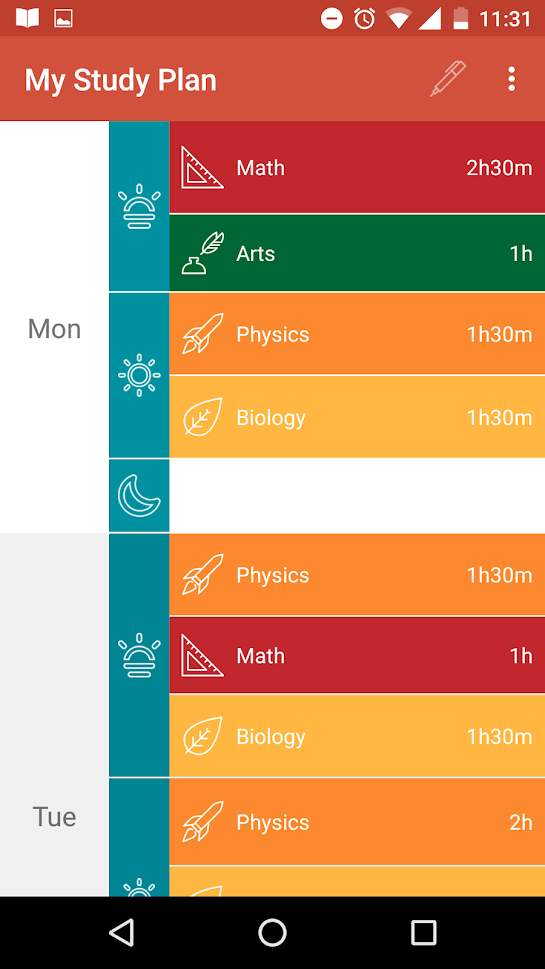 11:31
My Study Plan
Math 2h30m
Arts 1h
Mon
Physics 1h30m
Biology 1h30m
Physics 1h30m
Math 1h
Biology 1h30m
Tue
Physics 2h